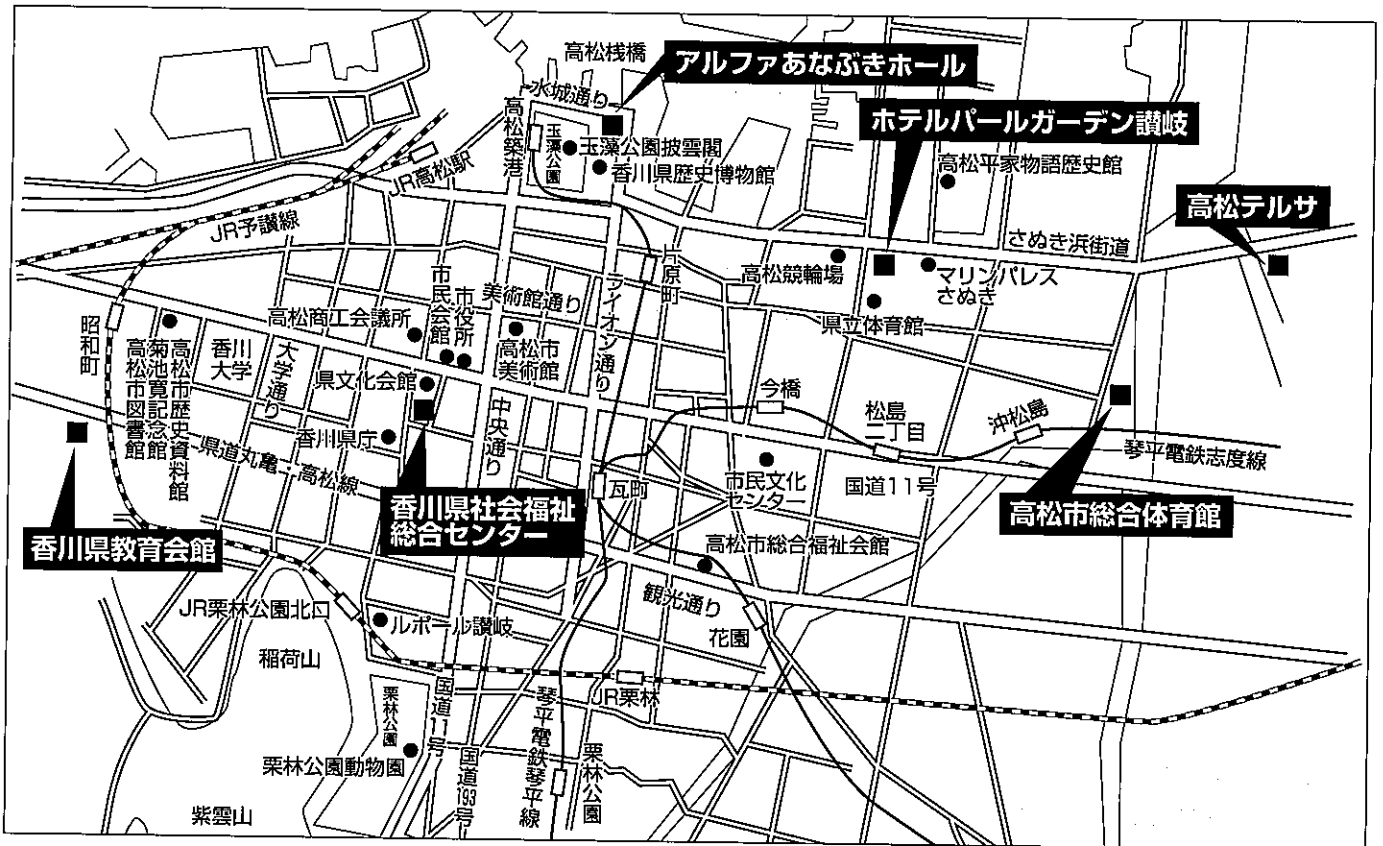 高松桟橋
アルファあなぶきホール
水城通り
高松築港
玉藻公園
玉藻公園披雲閣
香川県歴史博物館
ホテルパールガーデン讃岐
高松平家物語歴史館
高松テルサ
JR高松駅
JR予讃線
さぬき浜街道
片原町
高松競輪場
マリンパレス
さぬき
県立体育館
市民会館
市役所
美術館通り
ライオン通り
高松商工会議所
高松市
美術館
昭和町
高松市歴史資料館
菊池寛記念館
高松市図書館
香川
大学
大学通り
県文化会館
中央通り
今橋
松島
二丁目
沖松島
琴平電鉄志度線
香川県庁
県道丸亀・高松線
瓦町
市民文化
センター
国道11号
香川県社会福祉
総合センター
高松市総合体育館
香川県教育会館
高松市総合福祉会館
観光通り
花園
JR栗林公園北口
ルポール讃岐
稲荷山
JR栗林
栗林公園
国道11号
国道193号
琴平電鉄琴平線
栗林公園
栗林公園動物園
紫雲山